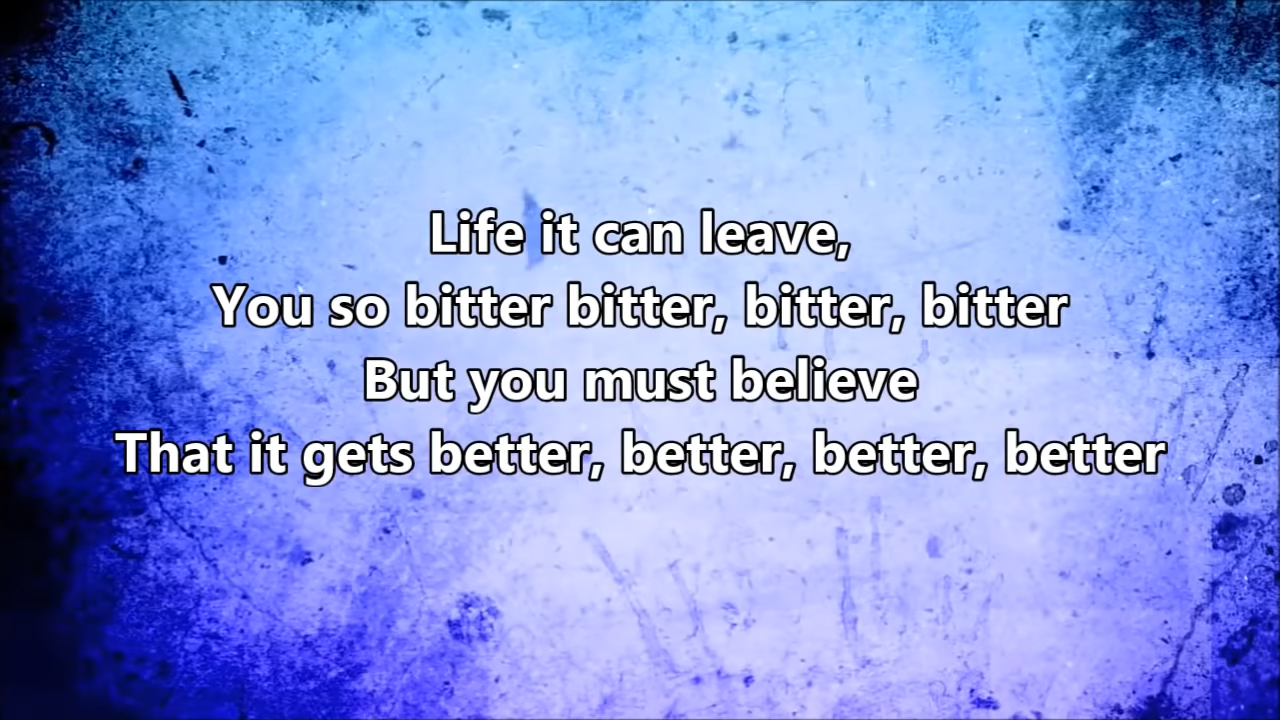 Life it can leave,
You so bitter bitter, bitter, bitter
But you must believe
That it gets better, better, better, better